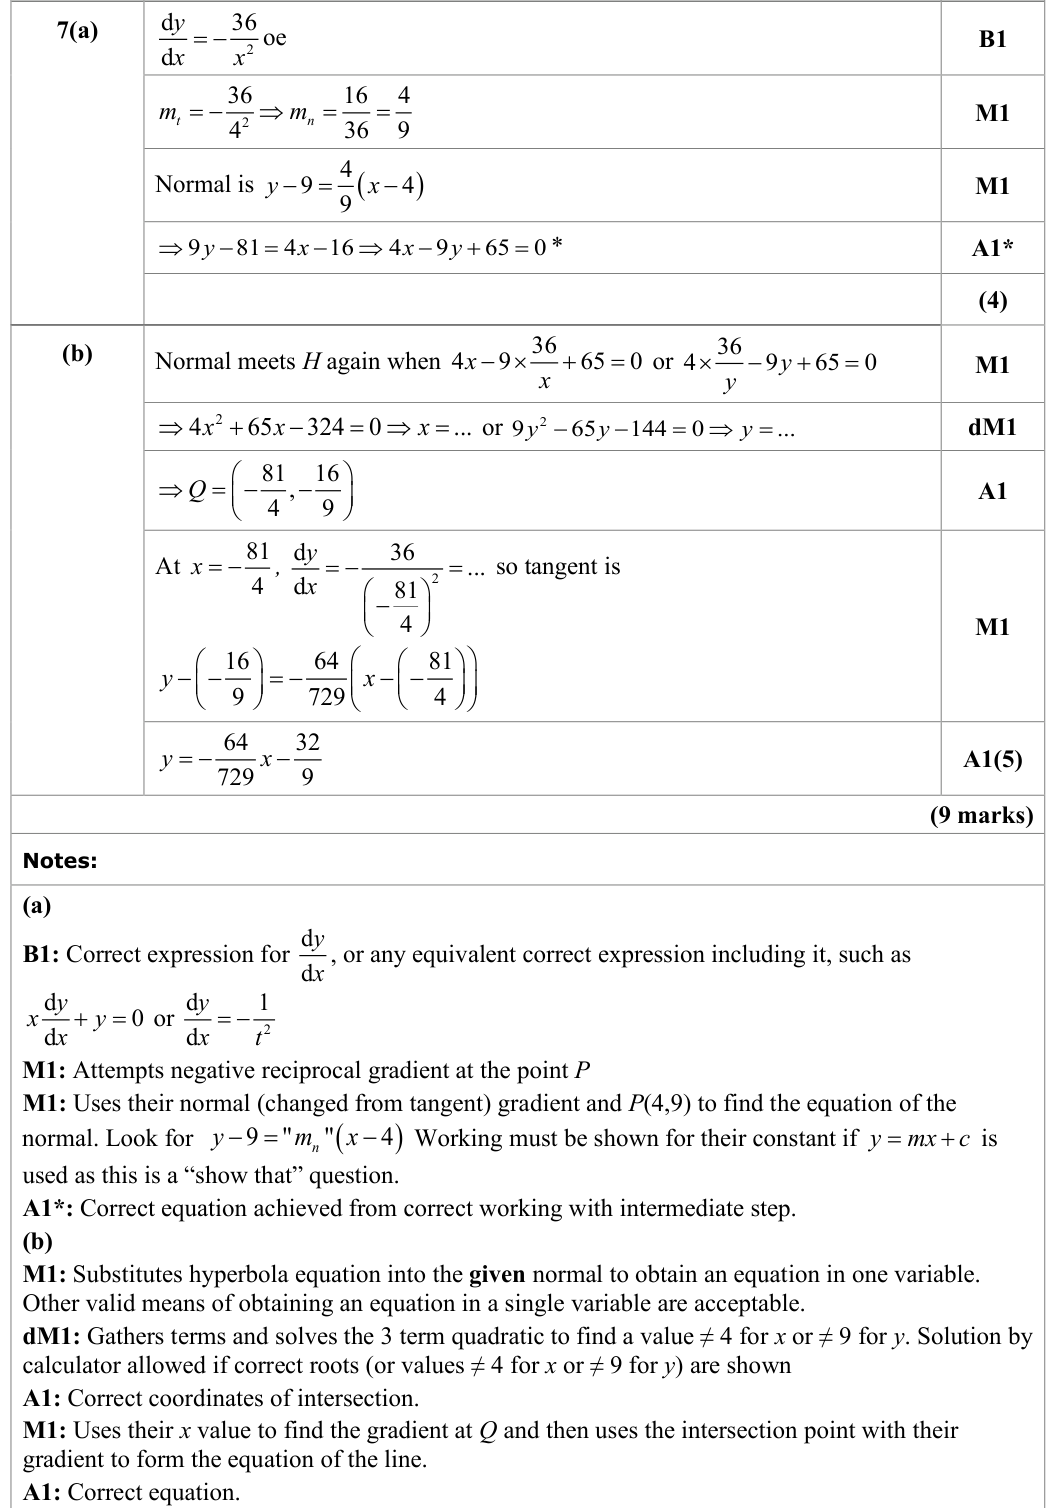 7(a) dy/dx = −36/x² oe B1
mₜ = −36/4² ⇒ mₙ = 16/36 = 4/9 M1
Normal is y − 9 = 4/9(x − 4) M1
⇒ 9y − 81 = 4x − 16 ⇒ 4x − 9y + 65 = 0 * A1*
(4)
(b) Normal meets H again when 4x − 9 × 36/x + 65 = 0 or 4 × 36/y − 9y + 65 = 0 M1
⇒ 4x² + 65x − 324 = 0 ⇒ x = ... or 9y² − 65y − 144 = 0 ⇒ y = ... dM1
⇒ Q = (−81/4, −16/9) A1
At x = −81/4, dy/dx = −36/(−81/4)² = ... so tangent is
y − (−16/9) = −64/729(x − (−81/4)) M1
y = −64/729 x − 32/9 A1(5)
(9 marks)
Notes:
(a)
B1: Correct expression for dy/dx, or any equivalent correct expression including it, such as
x dy/dx + y = 0 or dy/dx = −1/t²
M1: Attempts negative reciprocal gradient at the point P
M1: Uses their normal (changed from tangent) gradient and P(4,9) to find the equation of the
normal. Look for y − 9 = "mₙ"(x − 4) Working must be shown for their constant if y = mx + c is
used as this is a “show that” question.
A1*: Correct equation achieved from correct working with intermediate step.
(b)
M1: Substitutes hyperbola equation into the given normal to obtain an equation in one variable.
Other valid means of obtaining an equation in a single variable are acceptable.
dM1: Gathers terms and solves the 3 term quadratic to find a value ≠ 4 for x or ≠ 9 for y. Solution by
calculator allowed if correct roots (or values ≠ 4 for x or ≠ 9 for y) are shown
A1: Correct coordinates of intersection.
M1: Uses their x value to find the gradient at Q and then uses the intersection point with their
gradient to form the equation of the line.
A1: Correct equation.